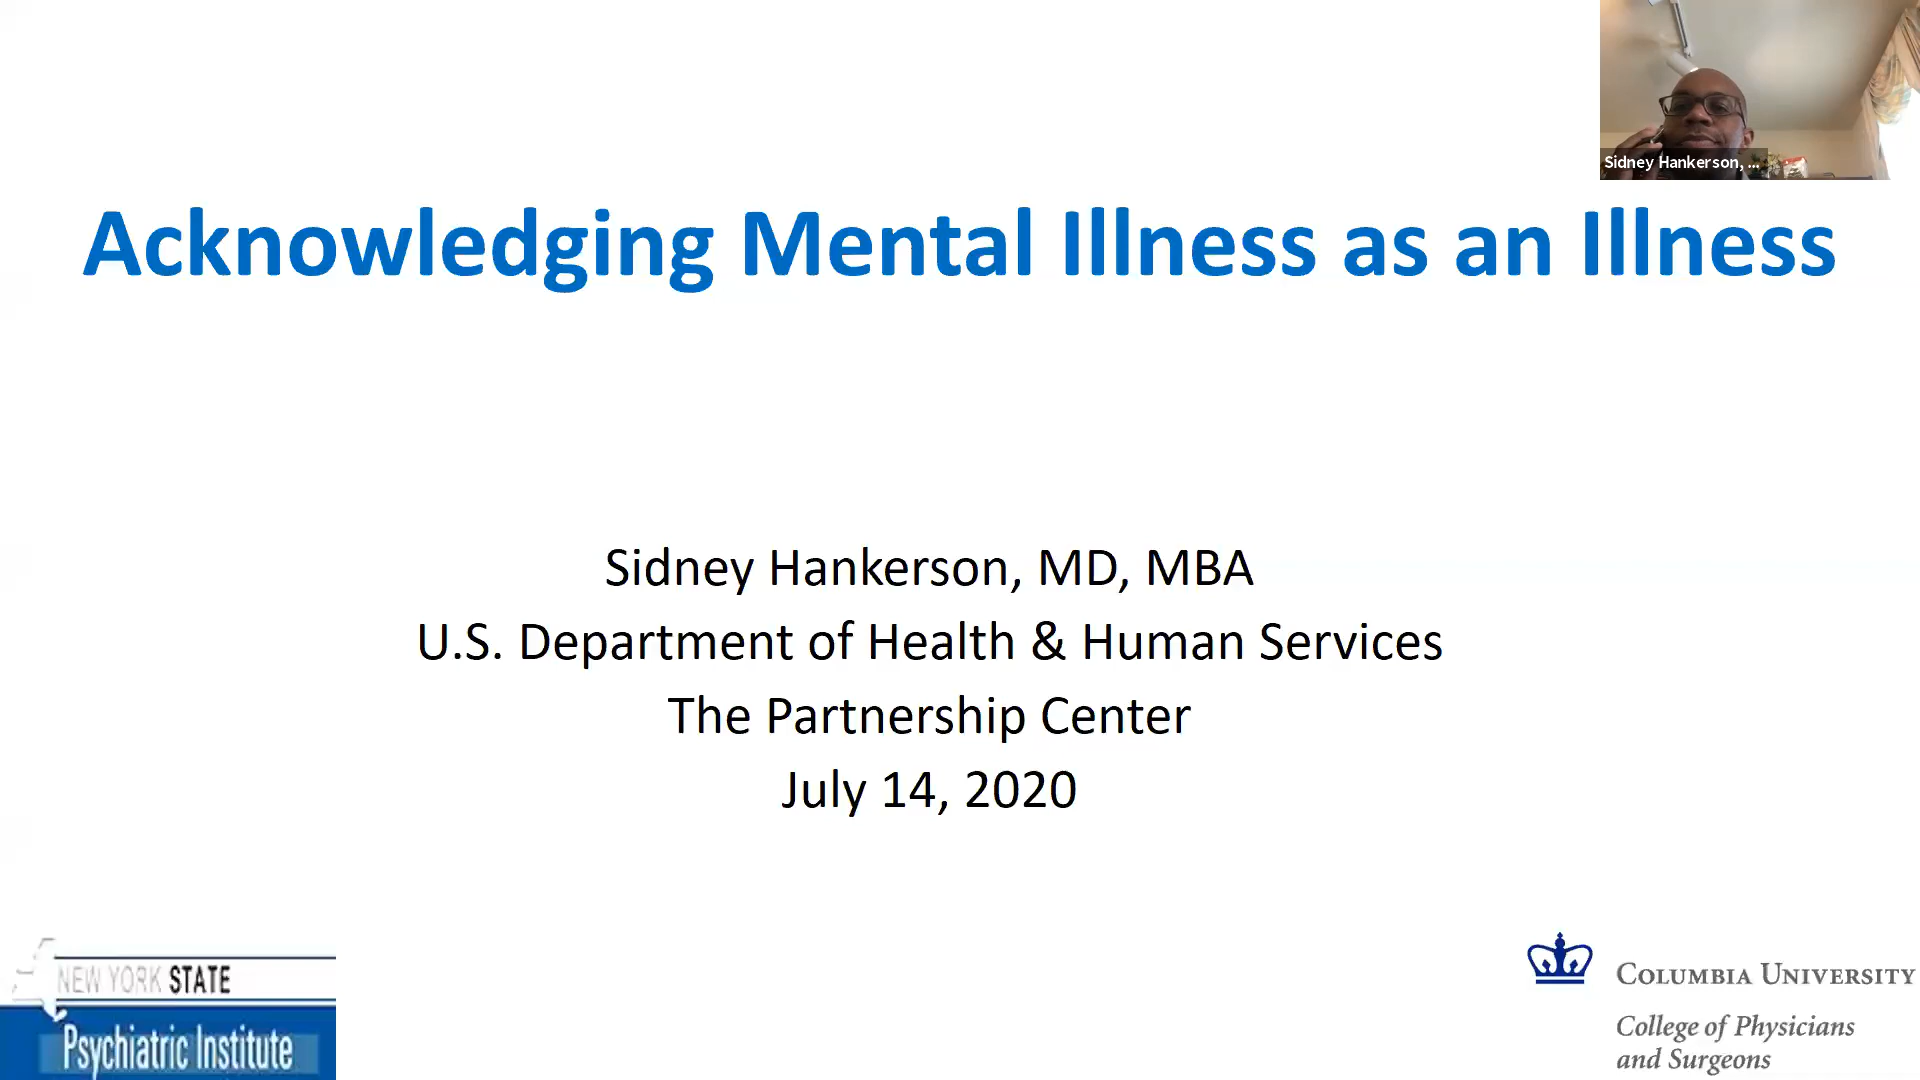 Sidney Hankerson, ...
Acknowledging Mental Illness as an Illness
Sidney Hankerson, MD, MBA
U.S. Department of Health & Human Services
The Partnership Center
July 14, 2020
NEW YORK STATE
Psychiatric Institute
COLUMBIA UNIVERSITY
College of Physicians
and Surgeons